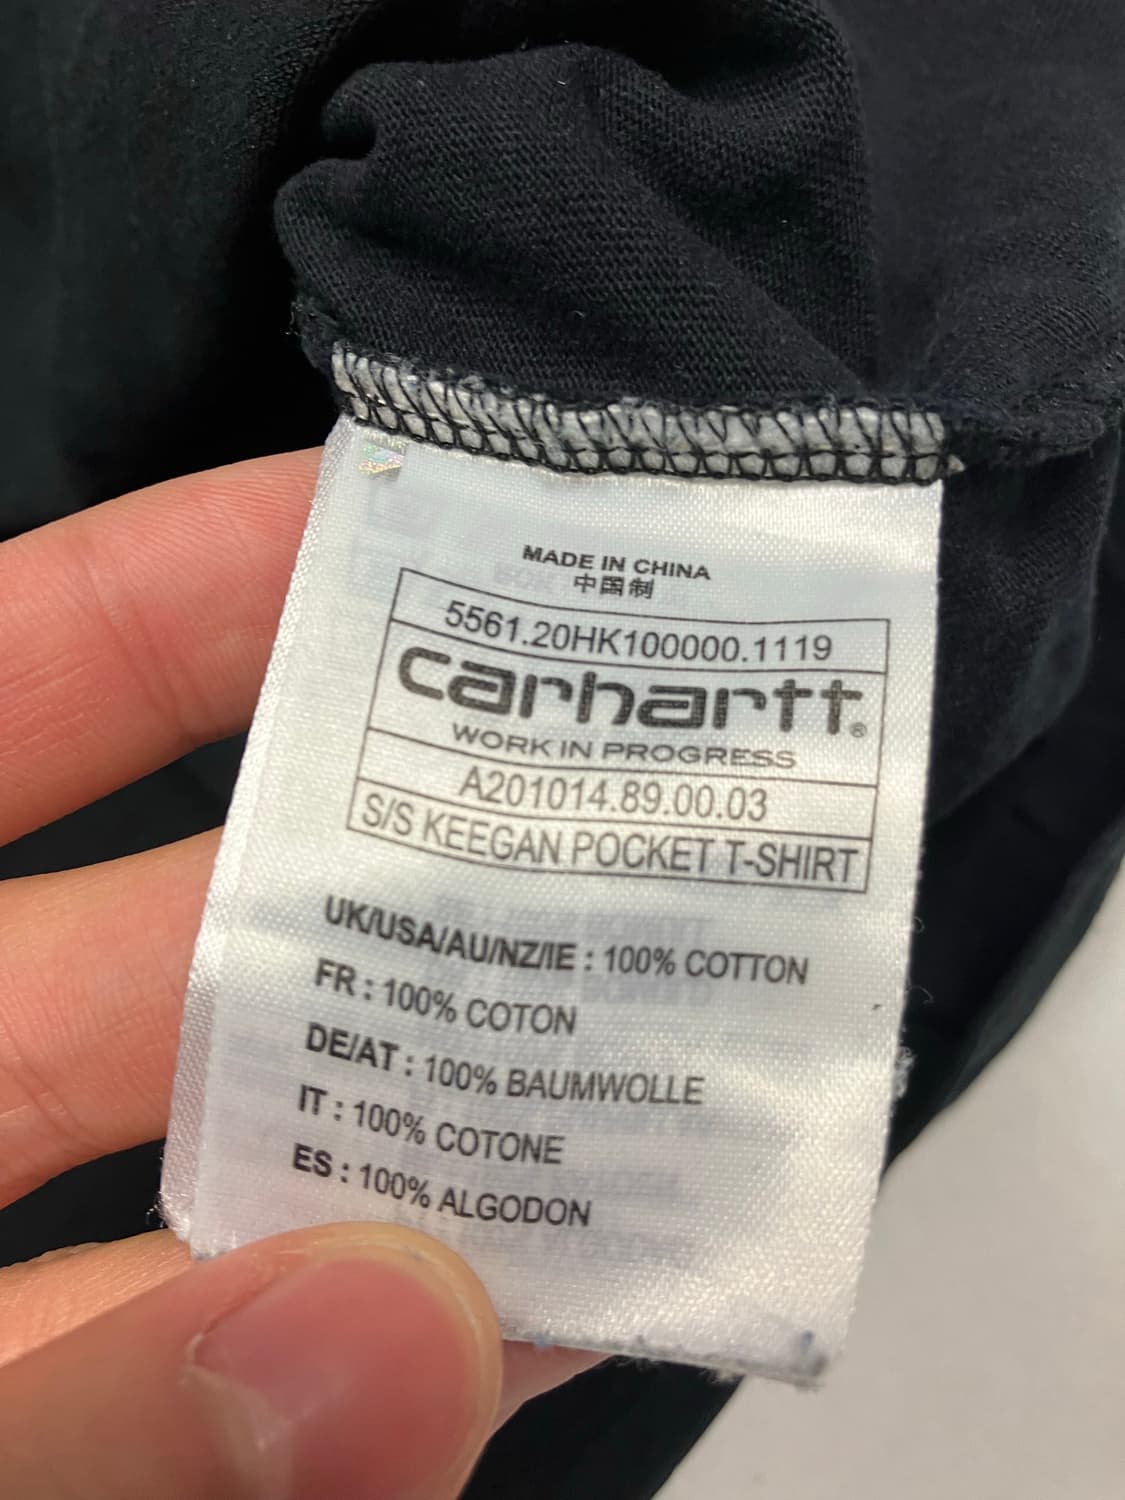 MADE IN CHINA
中国制
5561.20HK100000.1119
carhartt®
WORK IN PROGRESS
A201014.89.00.03
S/S KEEGAN POCKET T-SHIRT
UK/USA/AU/NZ/IE : 100% COTTON
FR : 100% COTON
DE/AT : 100% BAUMWOLLE
IT : 100% COTONE
ES : 100% ALGODON